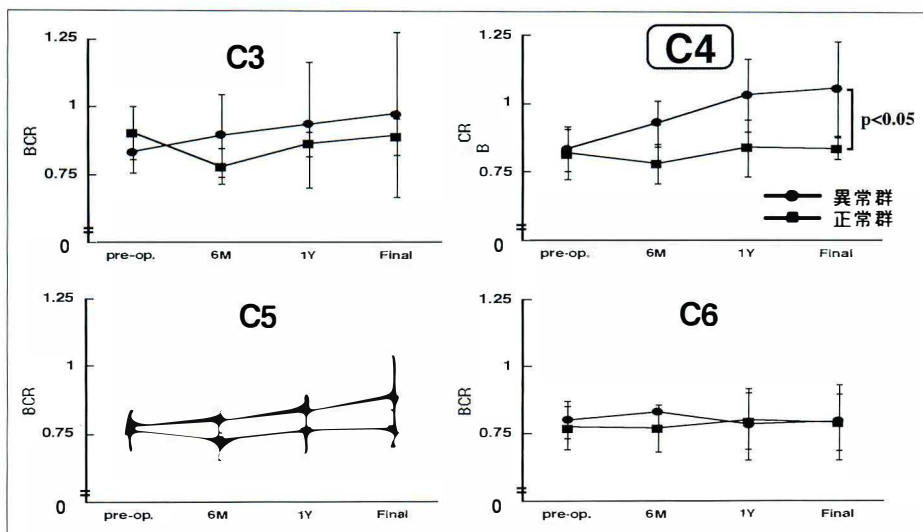 C3
1.25
1
0.75
0
BCR
pre-op.
6M
1Y
Final
C4
1.25
1
0.75
0
B CR
p<0.05
異常群
正常群
pre-op.
6M
1Y
Final
C5
1.25
1
0.75
0
BCR
pre-op.
6M
1Y
Final
C6
1.25
1
0.75
0
BCR
pre-op.
6M
1Y
Final